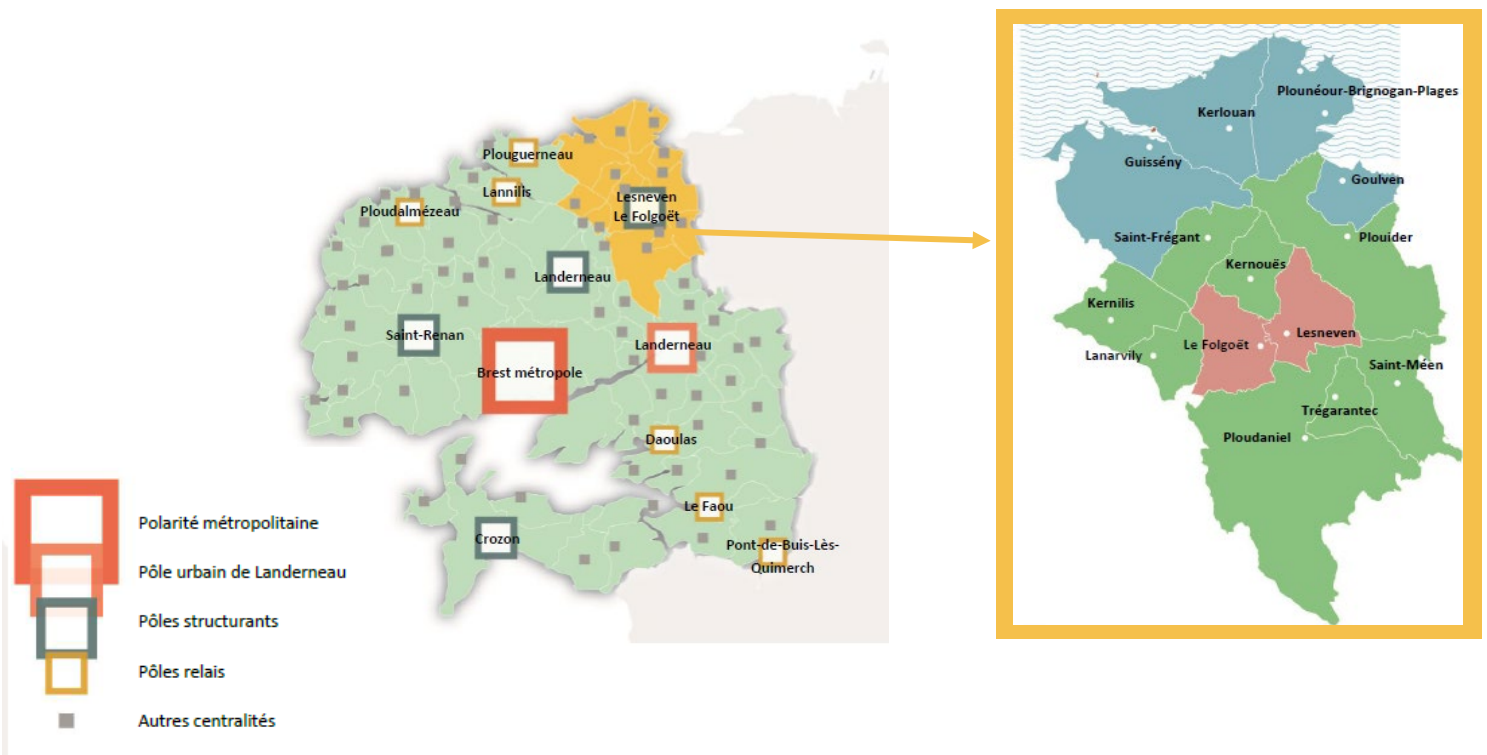 Plouguerneau
Lannilis
Ploudalmézeau
Lesneven
Le Folgoët
Landerneau
Saint-Renan
Brest métropole
Landerneau
Daoulas
Le Faou
Crozon
Pont-de-Buis-Lès-
Quimerch
Polarité métropolitaine
Pôle urbain de Landerneau
Pôles structurants
Pôles relais
Autres centralités
Plounéour-Brignogan-Plages
Kerlouan
Guissény
Goulven
Saint-Frégant
Plouider
Kernouës
Kernilis
Lesneven
Le Folgoët
Lanarvily
Saint-Méen
Trégarantec
Ploudaniel